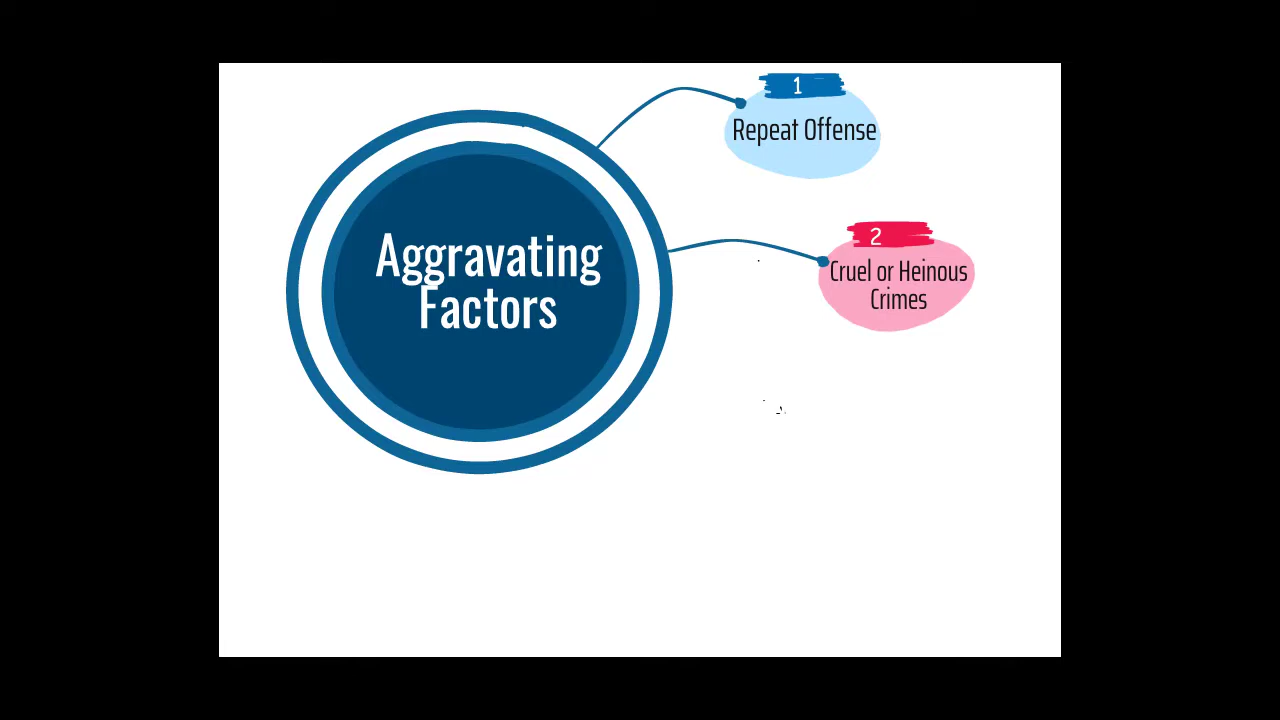 Aggravating
Factors
1
Repeat Offense
2
Cruel or Heinous
Crimes